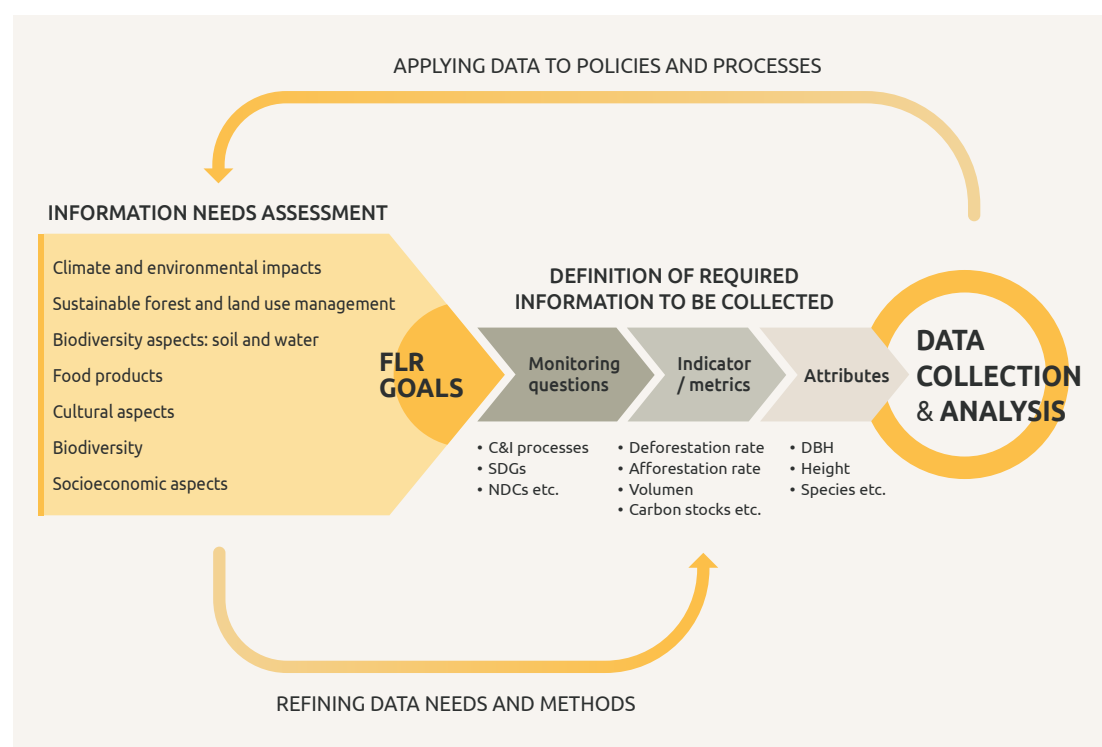 APPLYING DATA TO POLICIES AND PROCESSES
INFORMATION NEEDS ASSESSMENT
Climate and environmental impacts
Sustainable forest and land use management
Biodiversity aspects: soil and water
Food products
Cultural aspects
Biodiversity
Socioeconomic aspects
FLR
GOALS
DEFINITION OF REQUIRED
INFORMATION TO BE COLLECTED
Monitoring
questions
• C&I processes
• SDGs
• NDCs etc.
Indicator
/ metrics
• Deforestation rate
• Afforestation rate
• Volumen
• Carbon stocks etc.
Attributes
• DBH
• Height
• Species etc.
DATA
COLLECTION
& ANALYSIS
REFINING DATA NEEDS AND METHODS